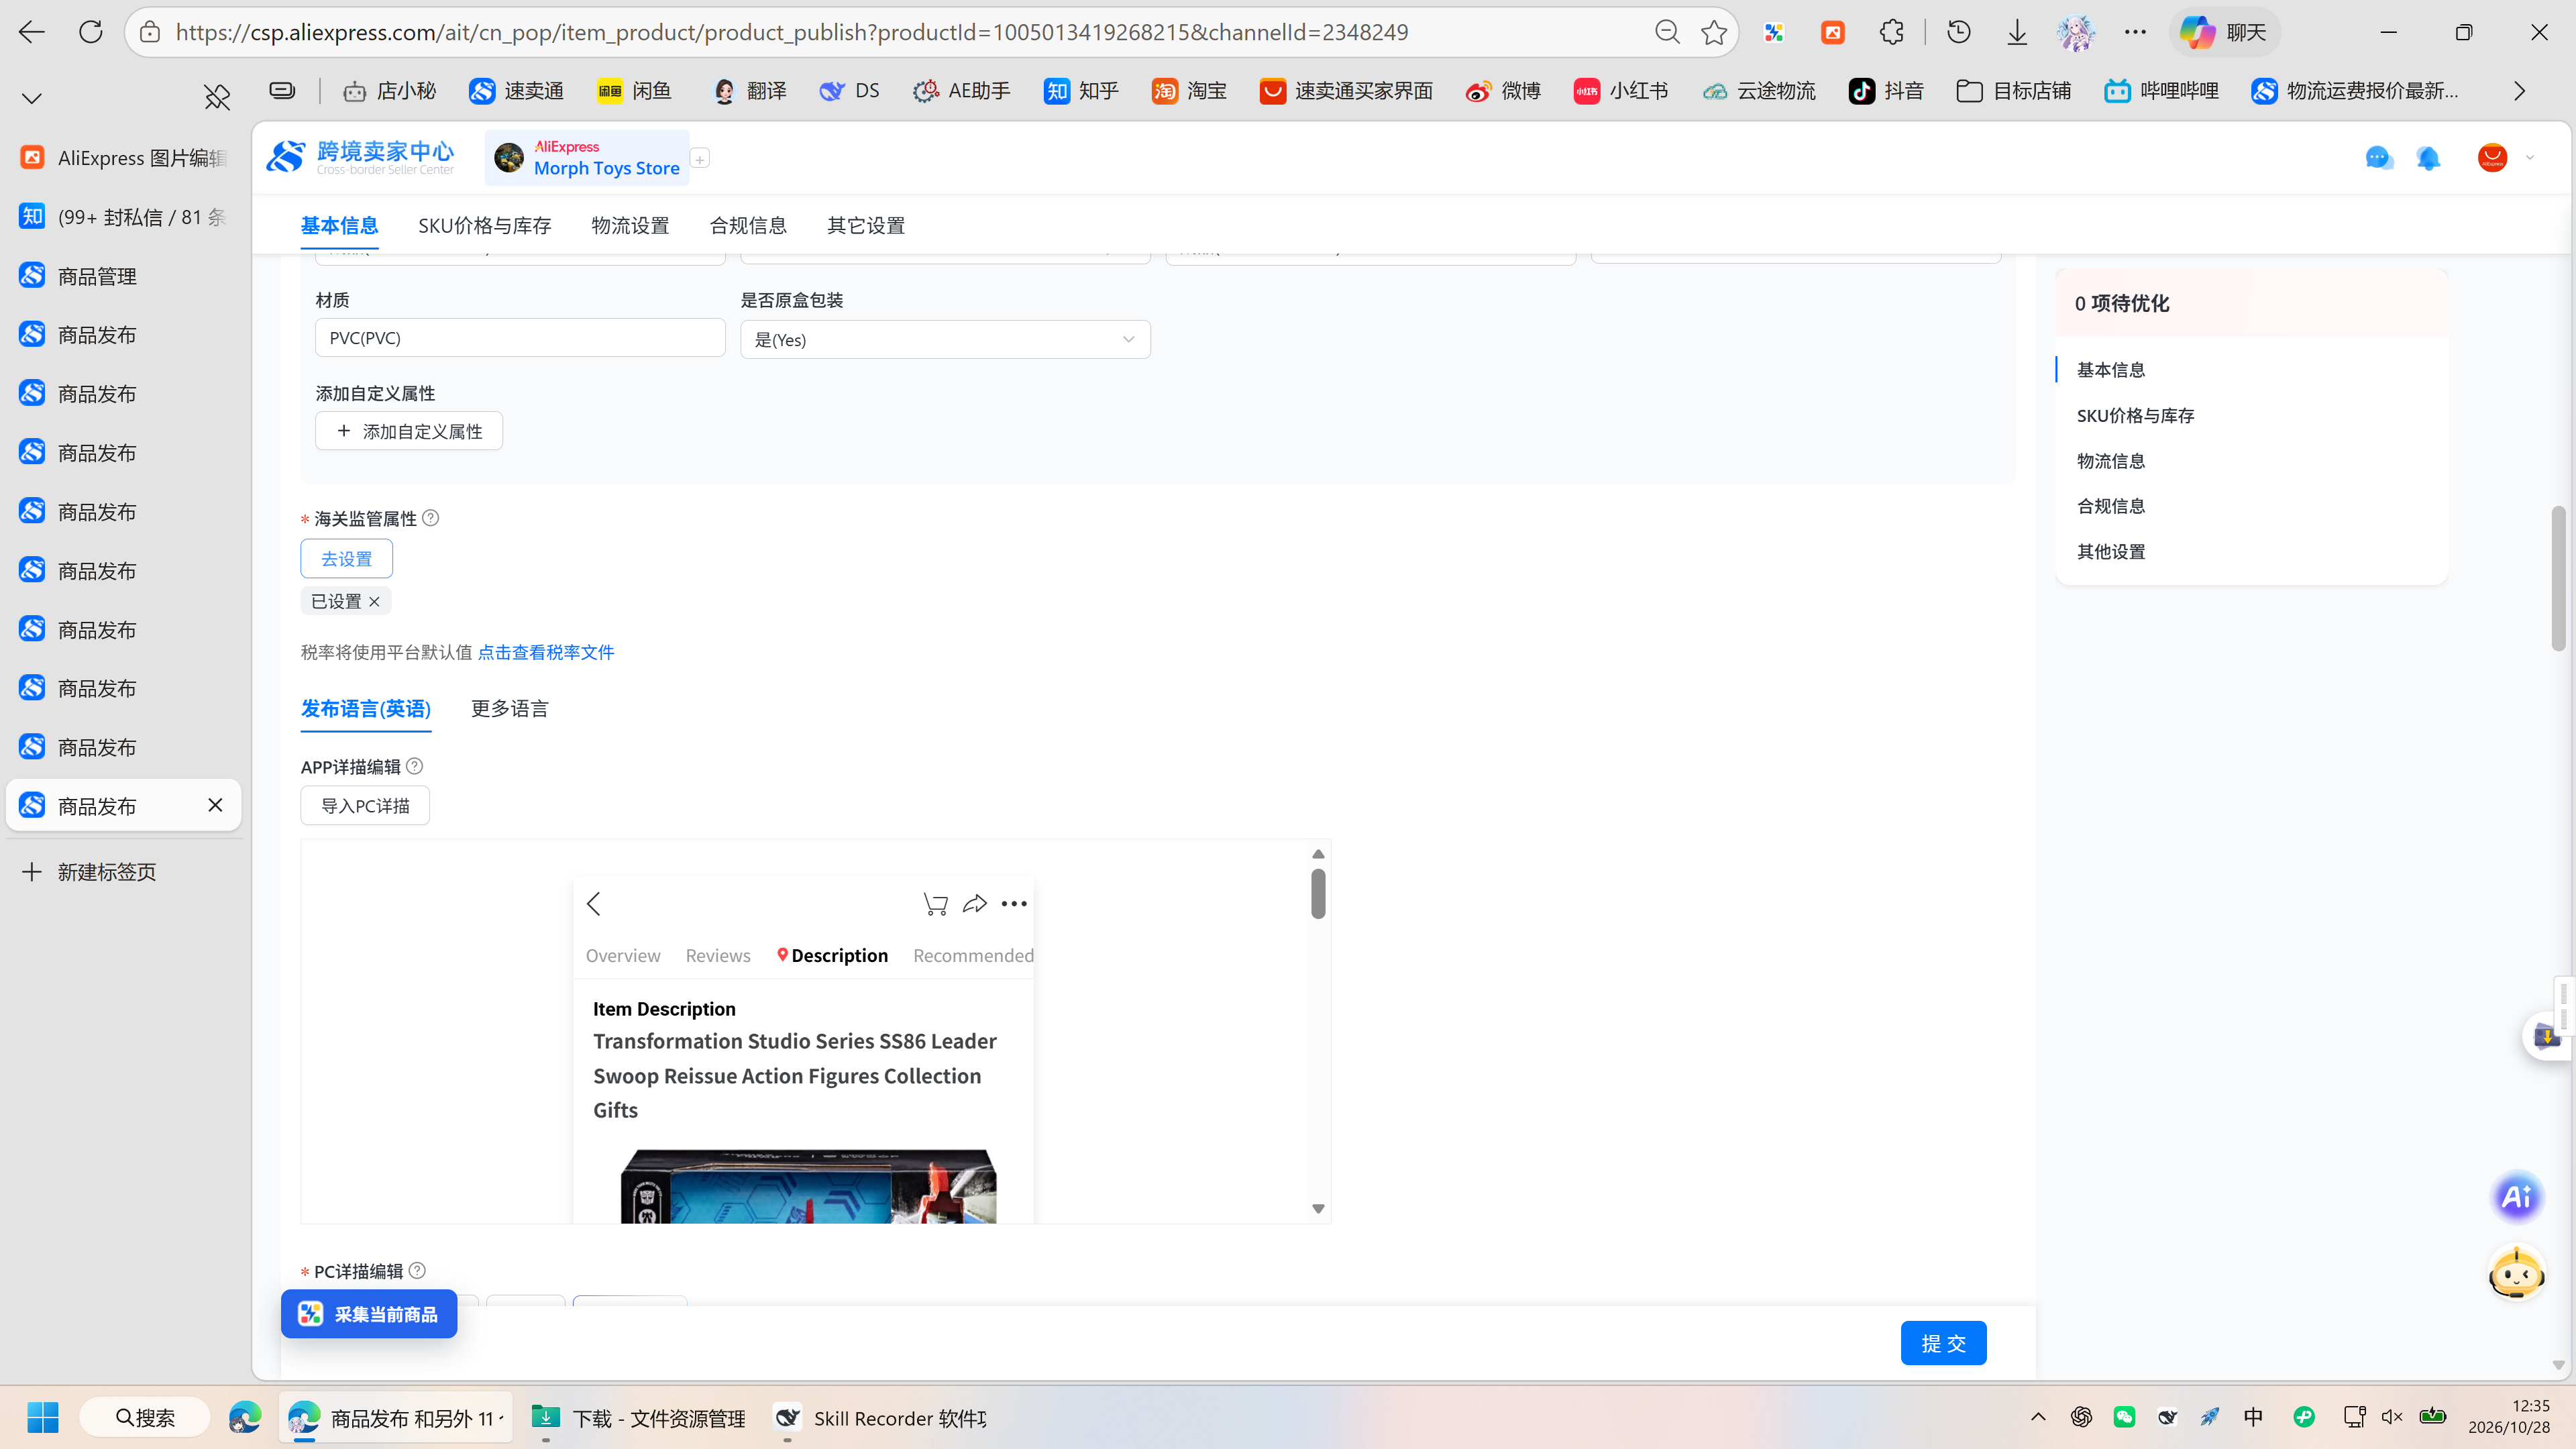 https://csp.aliexpress.com/ait/cn_pop/item_product/product_publish?productId=1005013419268215&channelId=2348249
聊天
店小秘
速卖通
闲鱼
翻译
DS
AE助手
知乎
淘宝
速卖通买家界面
微博
小红书
云途物流
抖音
目标店铺
哔哩哔哩
物流运费报价最新...
AliExpress 图片编辑
(99+ 封私信 / 81 条
商品管理
商品发布
商品发布
商品发布
商品发布
商品发布
商品发布
商品发布
商品发布
商品发布
新建标签页
跨境卖家中心
Cross-border Seller Center
AliExpress
Morph Toys Store
基本信息
SKU价格与库存
物流设置
合规信息
其它设置
材质
是否原盒包装
PVC(PVC)
是(Yes)
添加自定义属性
+ 添加自定义属性
* 海关监管属性
去设置
已设置
税率将使用平台默认值 点击查看税率文件
发布语言(英语)
更多语言
APP详描编辑
导入PC详描
Overview
Reviews
Description
Recommended
Item Description
Transformation Studio Series SS86 Leader
Swoop Reissue Action Figures Collection
Gifts
* PC详描编辑
采集当前商品
提 交
0 项待优化
基本信息
SKU价格与库存
物流信息
合规信息
其他设置
Ai
搜索
商品发布 和另外 11
下载 - 文件资源管理
Skill Recorder 软件
中
12:35
2026/10/28